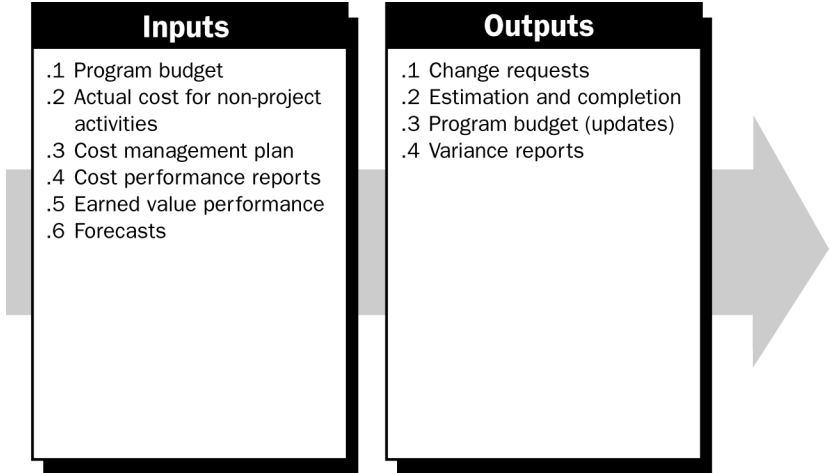 Inputs
.1 Program budget
.2 Actual cost for non-project
activities
.3 Cost management plan
.4 Cost performance reports
.5 Earned value performance
.6 Forecasts
Outputs
.1 Change requests
.2 Estimation and completion
.3 Program budget (updates)
.4 Variance reports